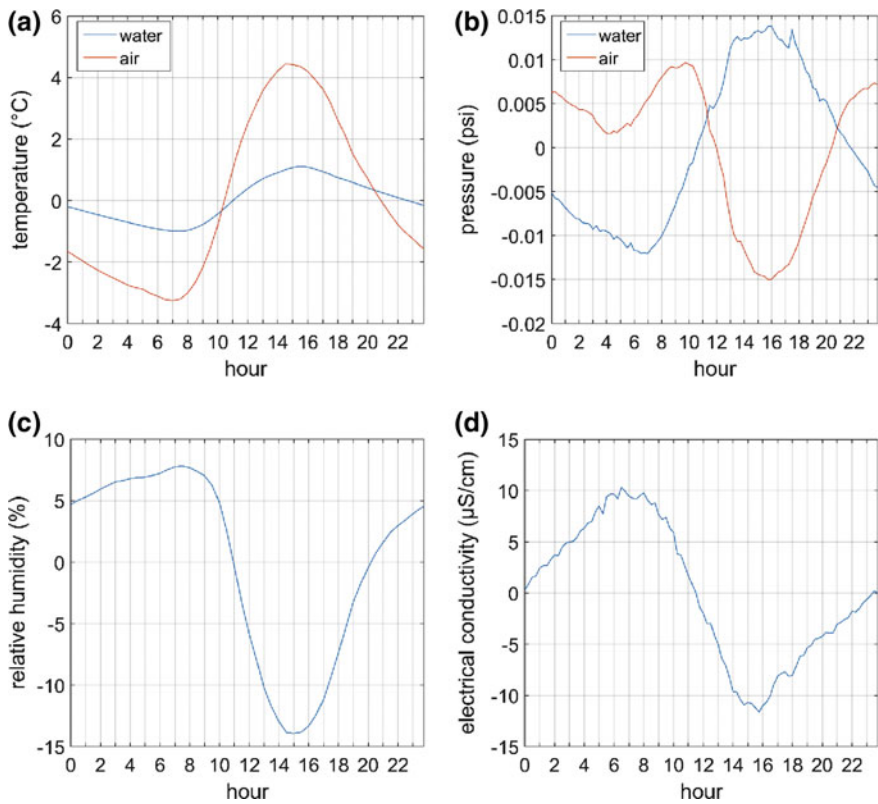 (a)
water
air
6
4
2
0
-2
-4
temperature (°C)
0 2 4 6 8 10 12 14 16 18 20 22
hour
(b)
water
air
0.015
0.01
0.005
0
-0.005
-0.01
-0.015
-0.02
pressure (psi)
0 2 4 6 8 10 12 14 16 18 20 22
hour
(c)
10
5
0
-5
-10
-15
relative humidity (%)
0 2 4 6 8 10 12 14 16 18 20 22
hour
(d)
15
10
5
0
-5
-10
-15
electrical conductivity (µS/cm)
0 2 4 6 8 10 12 14 16 18 20 22
hour